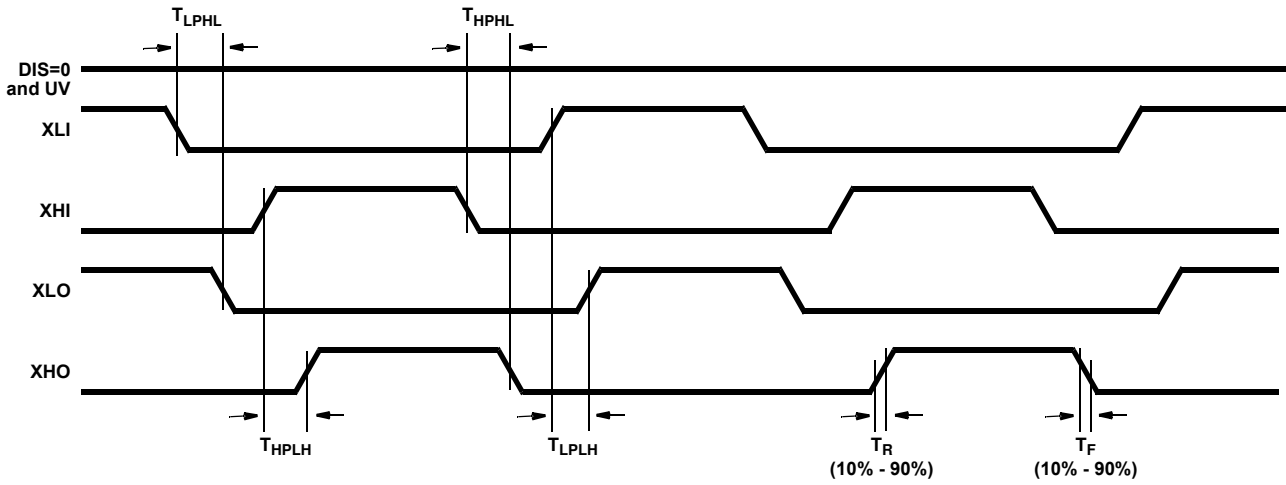 TLPHL THPHL
DIS=0
and UV
XLI
XHI
XLO
XHO
THPLH TLPLH TR TF
(10% - 90%) (10% - 90%)